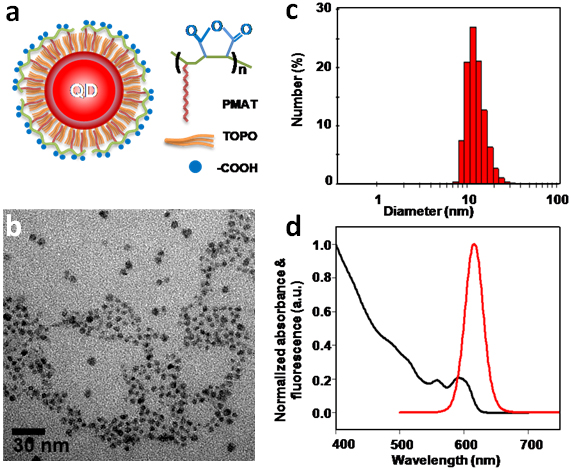 a
QD
O
O
O
n
PMAT
TOPO
-COOH
b
30 nm
c
Number (%)
30
20
10
0
1
10
100
Diameter (nm)
d
Normalized absorbance &
fluorescence (a.u.)
1.0
0.8
0.6
0.4
0.2
0.0
400
500
600
700
Wavelength (nm)